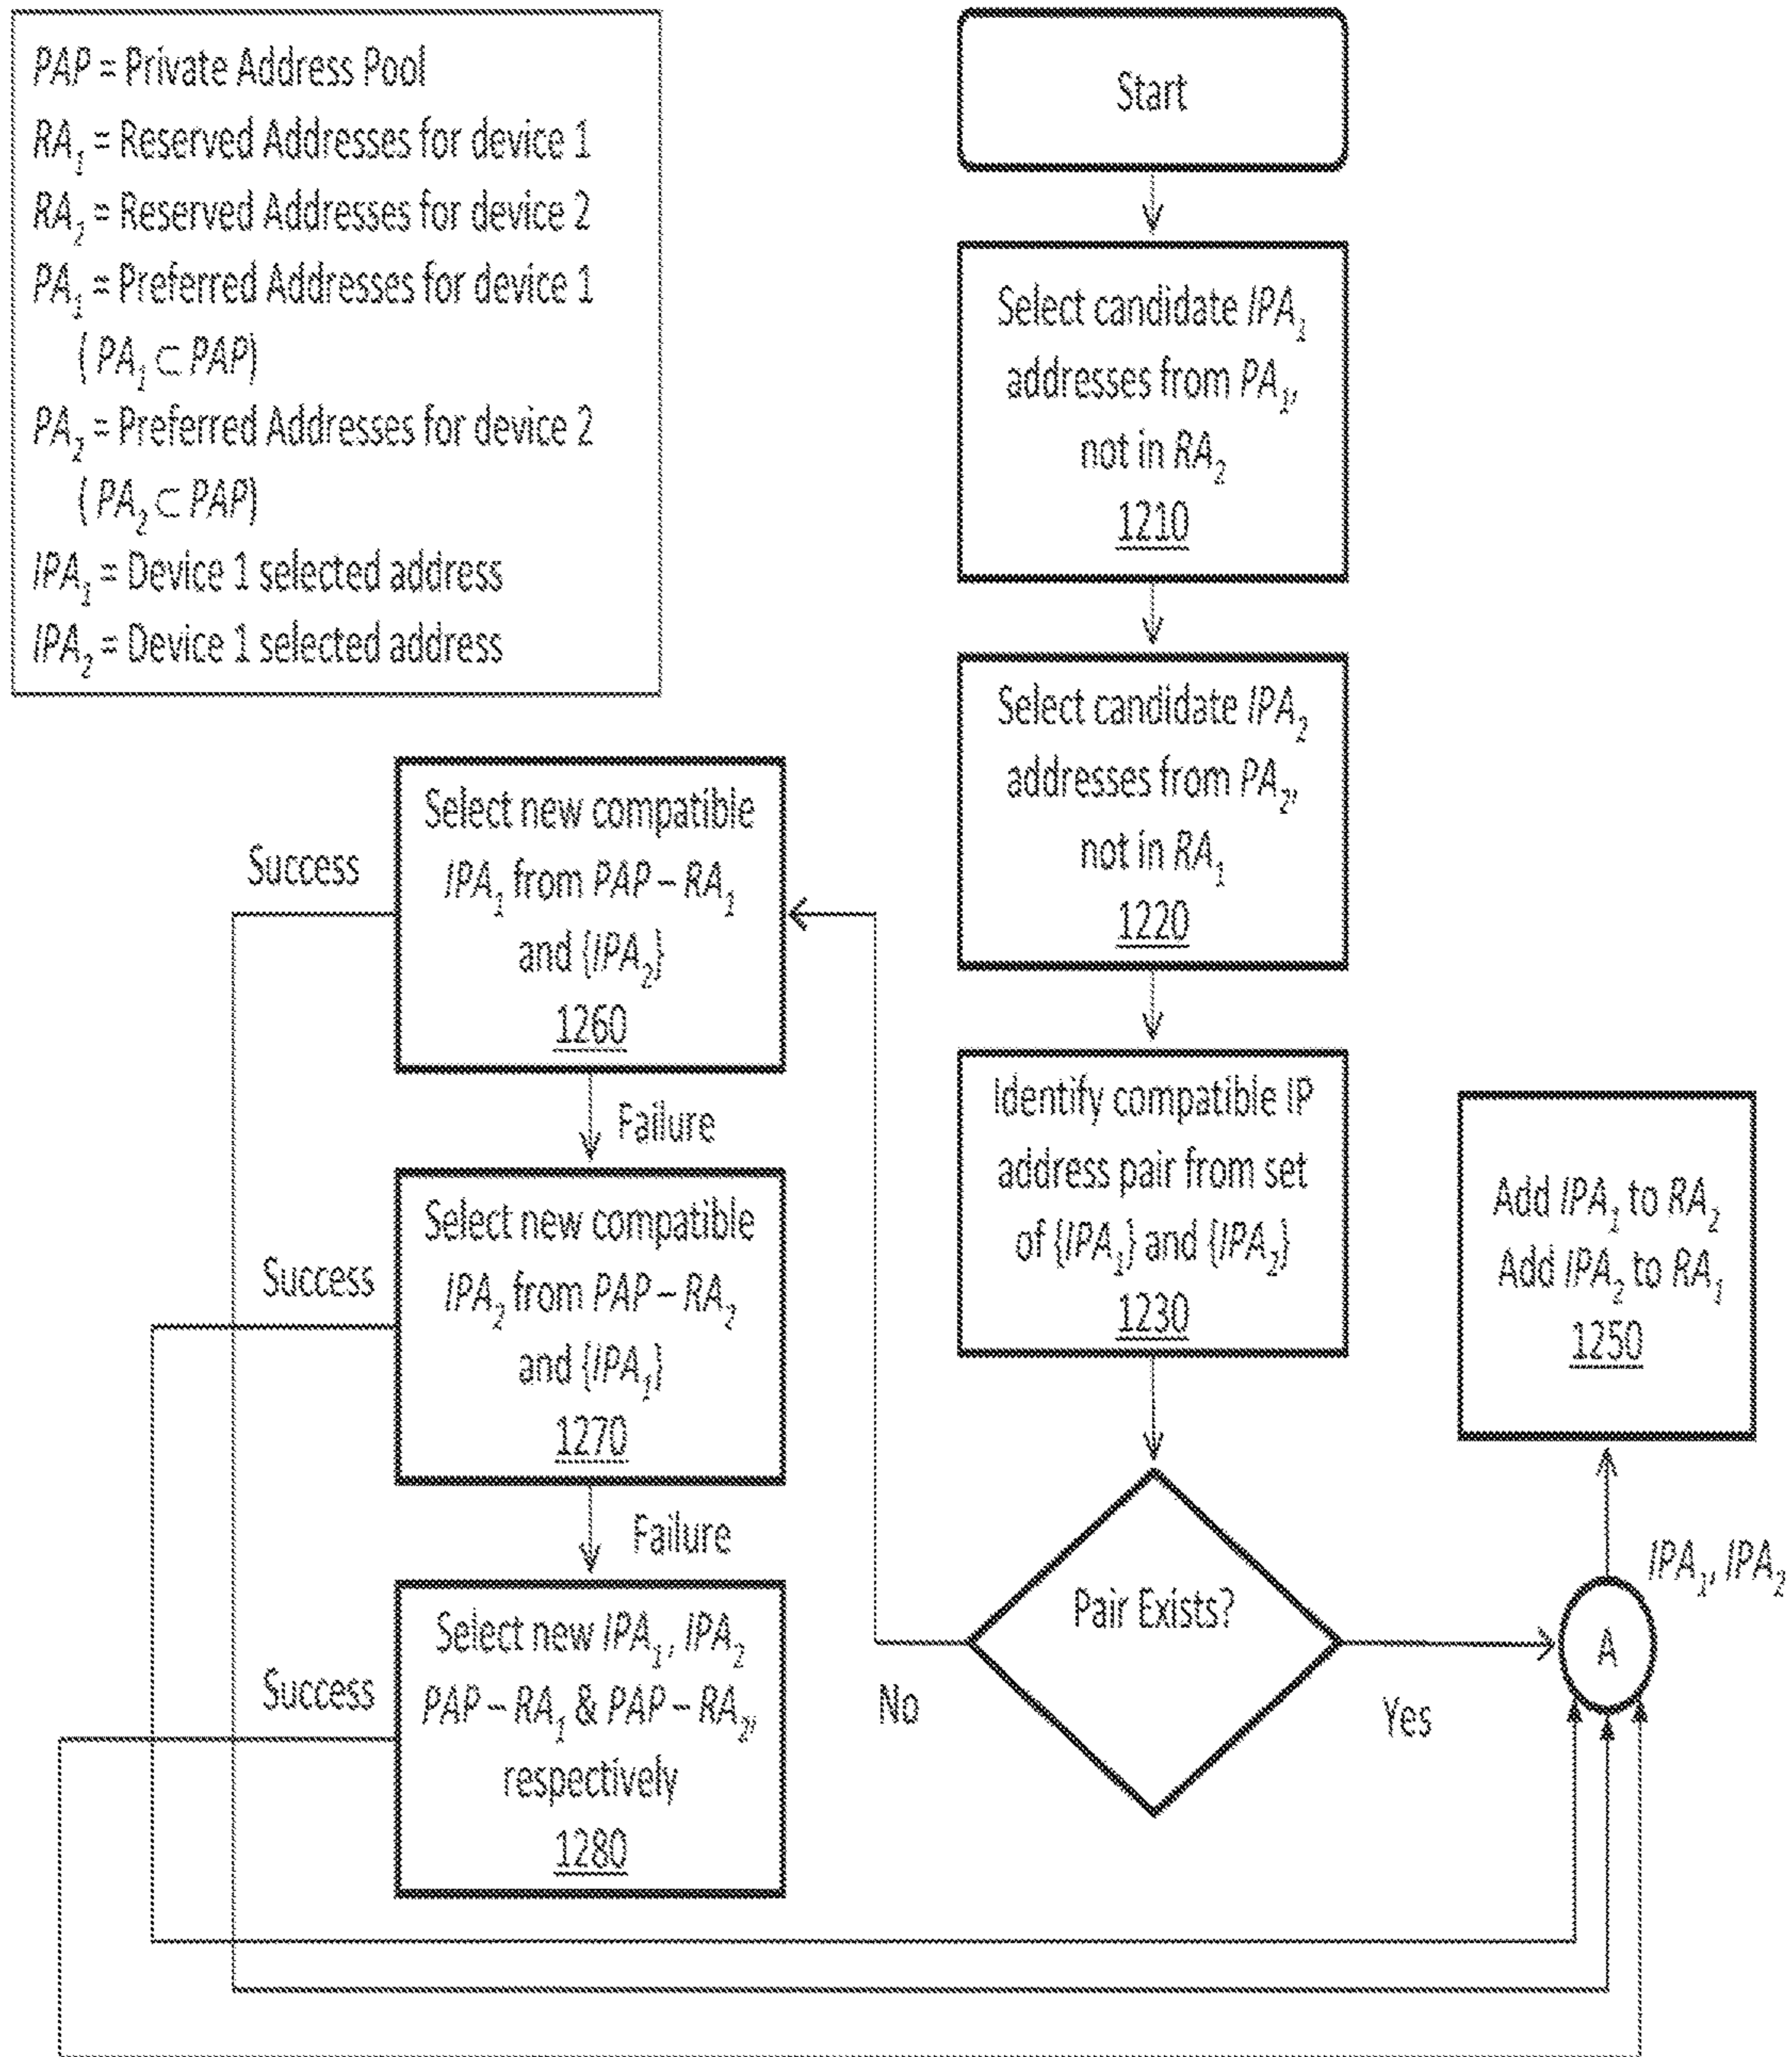 PAP = Private Address Pool
RA₁ = Reserved Addresses for device 1
RA₂ = Reserved Addresses for device 2
PA₁ = Preferred Addresses for device 1
( PA₁ ⊂ PAP)
PA₂ = Preferred Addresses for device 2
( PA₂ ⊂ PAP)
IPA₁ = Device 1 selected address
IPA₂ = Device 1 selected address
Start
Select candidate IPA₁
addresses from PA₁,
not in RA₂
1210
Select candidate IPA₂
addresses from PA₂,
not in RA₁
1220
Identify compatible IP
address pair from set
of {IPA₁} and {IPA₂}
1230
Pair Exists?
No
Yes
Select new compatible
IPA₁ from PAP – RA₁
and {IPA₂}
1260
Success
Failure
Select new compatible
IPA₂ from PAP – RA₂
and {IPA₁}
1270
Success
Failure
Select new IPA₁, IPA₂
PAP – RA₁ & PAP – RA₂,
respectively
1280
Success
A
IPA₁, IPA₂
Add IPA₁ to RA₂
Add IPA₂ to RA₁
1250